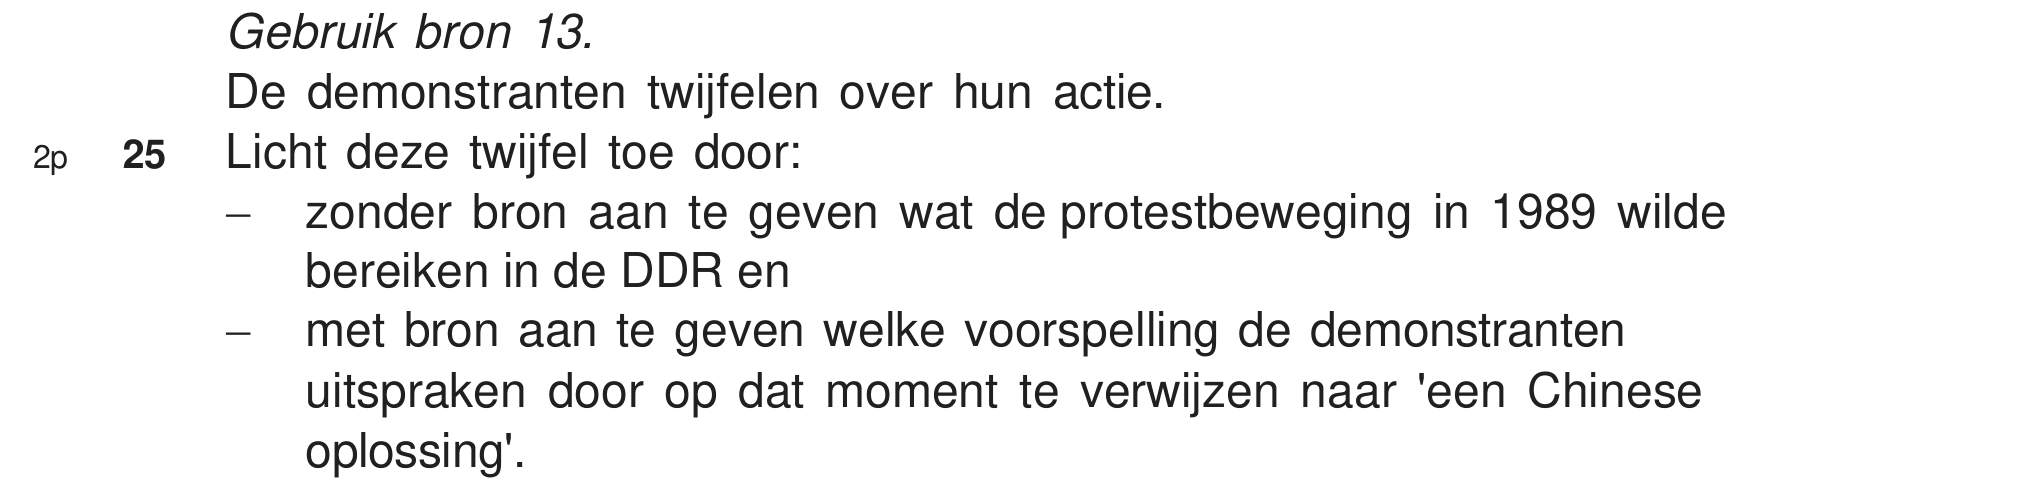 Gebruik bron 13.
De demonstranten twijfelen over hun actie.
2p 25 Licht deze twijfel toe door:
– zonder bron aan te geven wat de protestbeweging in 1989 wilde
bereiken in de DDR en
– met bron aan te geven welke voorspelling de demonstranten
uitspraken door op dat moment te verwijzen naar 'een Chinese
oplossing'.